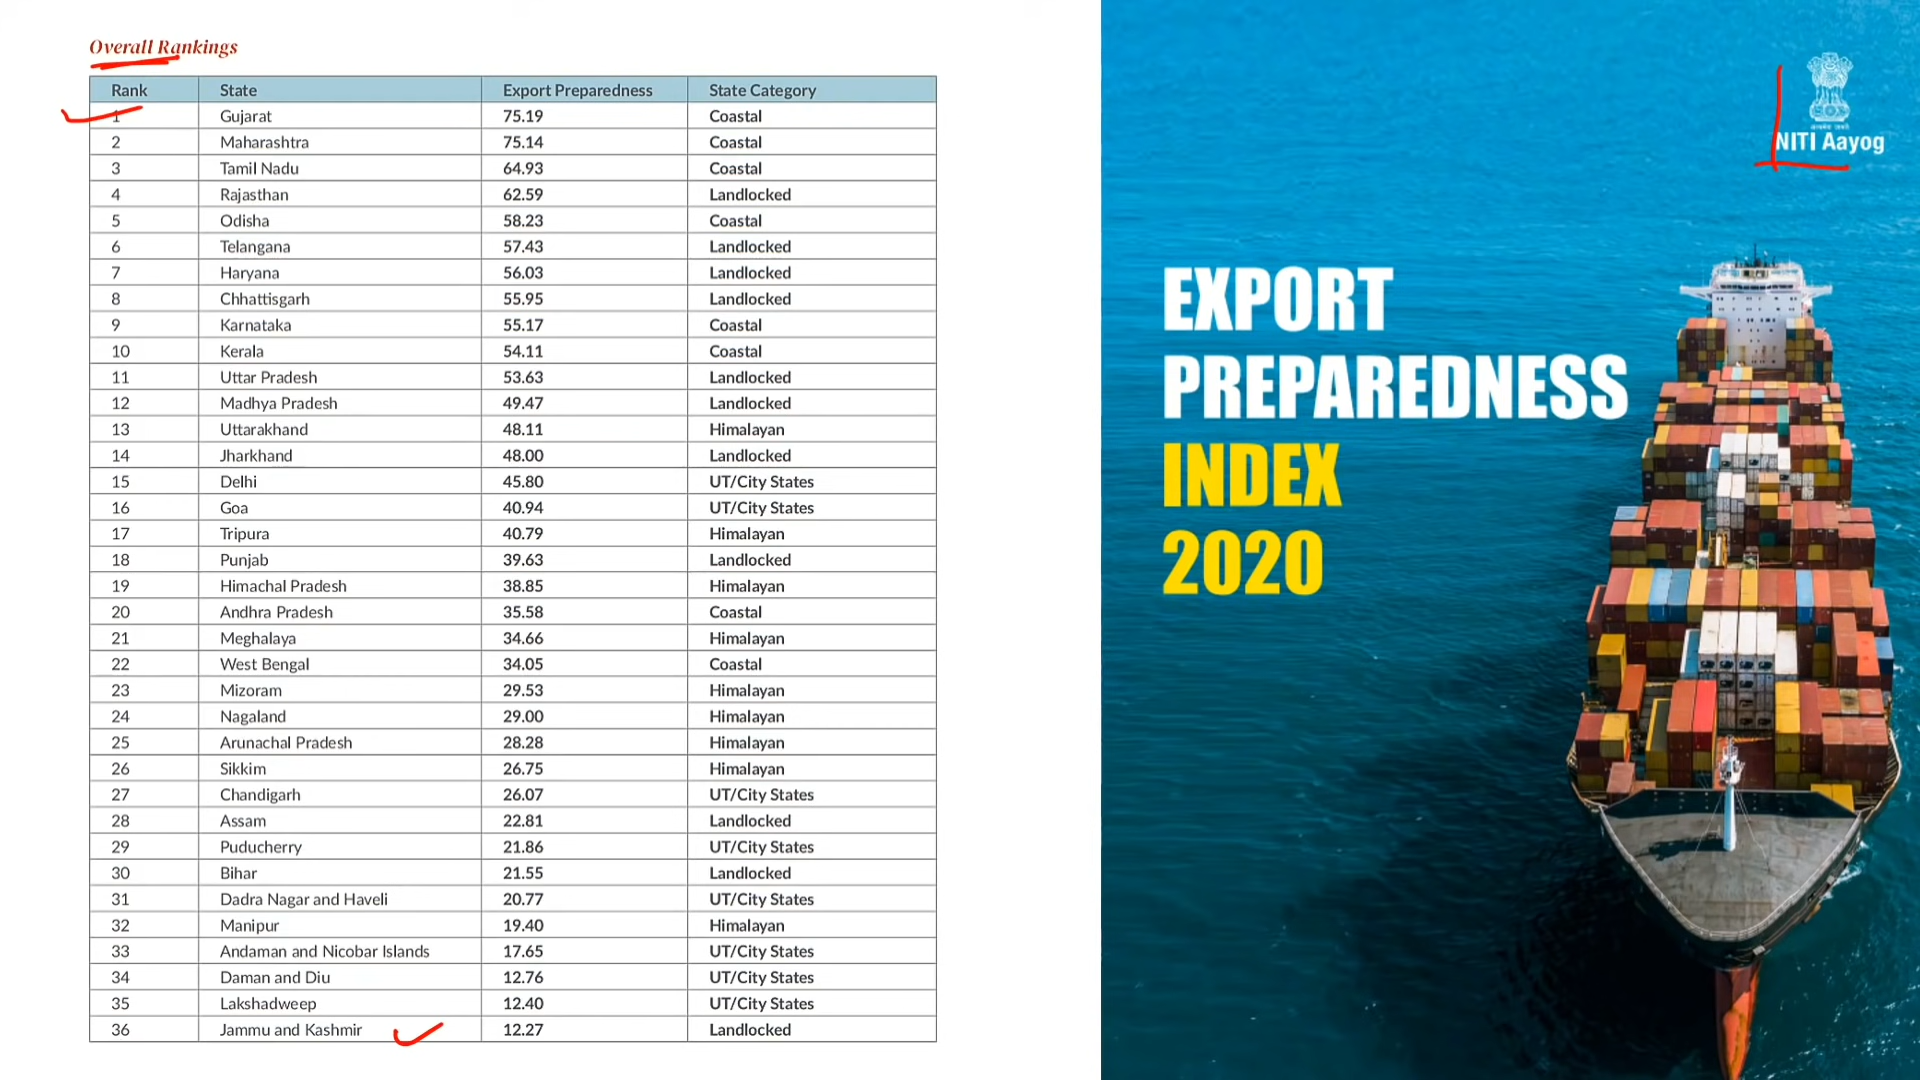 Overall Rankings
Rank State Export Preparedness State Category
1 Gujarat 75.19 Coastal
2 Maharashtra 75.14 Coastal
3 Tamil Nadu 64.93 Coastal
4 Rajasthan 62.59 Landlocked
5 Odisha 58.23 Coastal
6 Telangana 57.43 Landlocked
7 Haryana 56.03 Landlocked
8 Chhattisgarh 55.95 Landlocked
9 Karnataka 55.17 Coastal
10 Kerala 54.11 Coastal
11 Uttar Pradesh 53.63 Landlocked
12 Madhya Pradesh 49.47 Landlocked
13 Uttarakhand 48.11 Himalayan
14 Jharkhand 48.00 Landlocked
15 Delhi 45.80 UT/City States
16 Goa 40.94 UT/City States
17 Tripura 40.79 Himalayan
18 Punjab 39.63 Landlocked
19 Himachal Pradesh 38.85 Himalayan
20 Andhra Pradesh 35.58 Coastal
21 Meghalaya 34.66 Himalayan
22 West Bengal 34.05 Coastal
23 Mizoram 29.53 Himalayan
24 Nagaland 29.00 Himalayan
25 Arunachal Pradesh 28.28 Himalayan
26 Sikkim 26.75 Himalayan
27 Chandigarh 26.07 UT/City States
28 Assam 22.81 Landlocked
29 Puducherry 21.86 UT/City States
30 Bihar 21.55 Landlocked
31 Dadra Nagar and Haveli 20.77 UT/City States
32 Manipur 19.40 Himalayan
33 Andaman and Nicobar Islands 17.65 UT/City States
34 Daman and Diu 12.76 UT/City States
35 Lakshadweep 12.40 UT/City States
36 Jammu and Kashmir 12.27 Landlocked
NITI Aayog
EXPORT
PREPAREDNESS
INDEX
2020